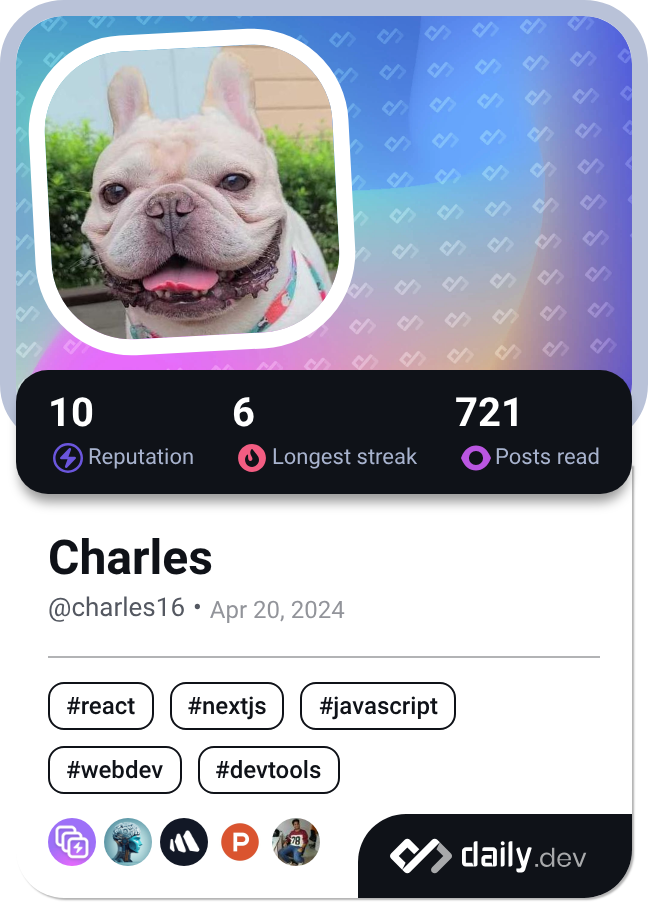 10 6 721
Reputation Longest streak Posts read
Charles
@charles16 • Apr 20, 2024
#react #nextjs #javascript
#webdev #devtools
P 28
daily.dev